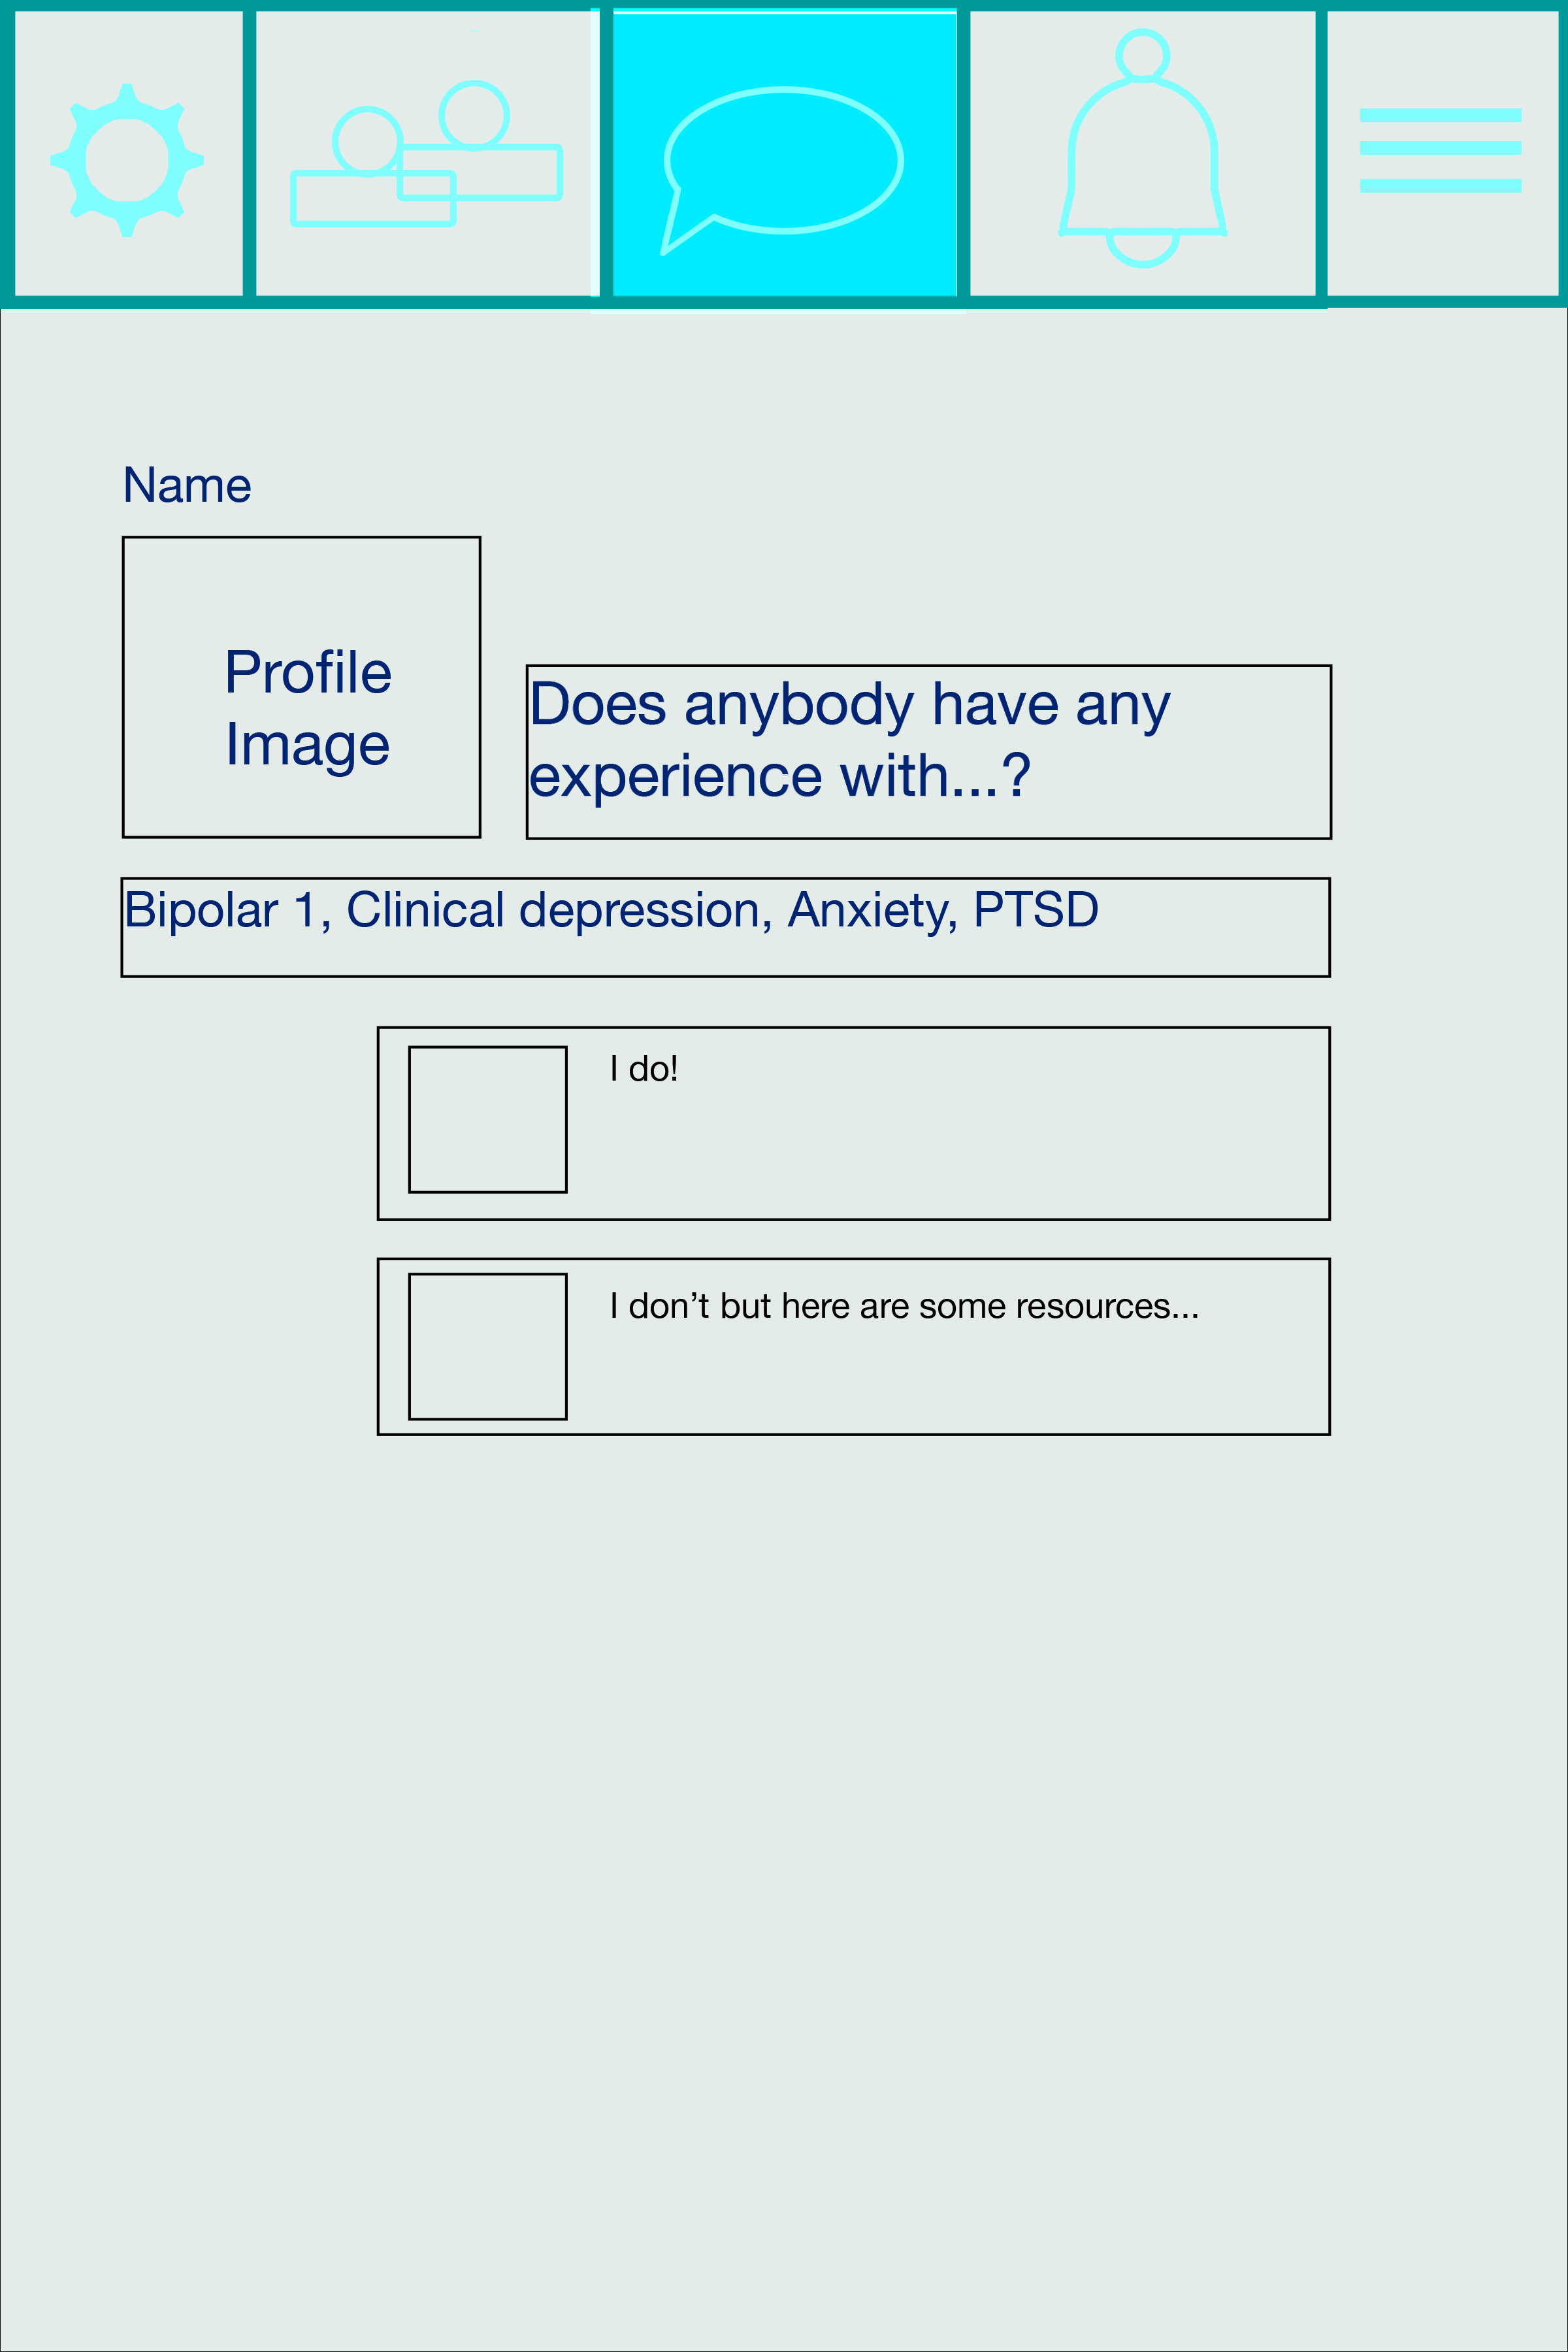 Name
Profile
Image
Does anybody have any
experience with...?
Bipolar 1, Clinical depression, Anxiety, PTSD
I do!
I don’t but here are some resources...